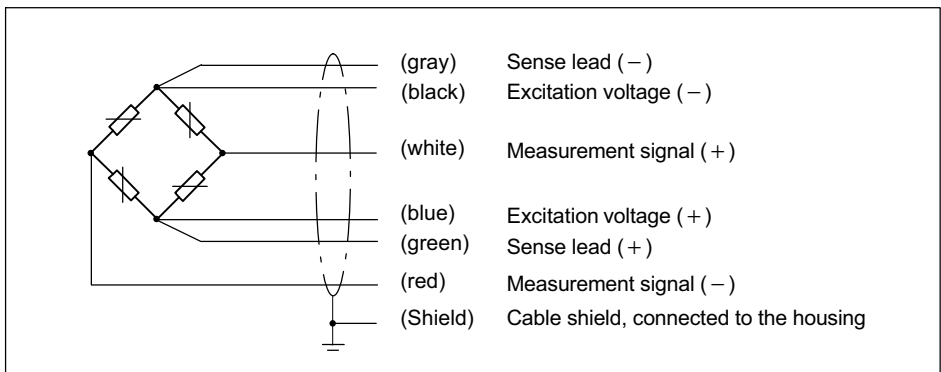 (gray) Sense lead (−)
(black) Excitation voltage (−)
(white) Measurement signal (+)
(blue) Excitation voltage (+)
(green) Sense lead (+)
(red) Measurement signal (−)
(Shield) Cable shield, connected to the housing